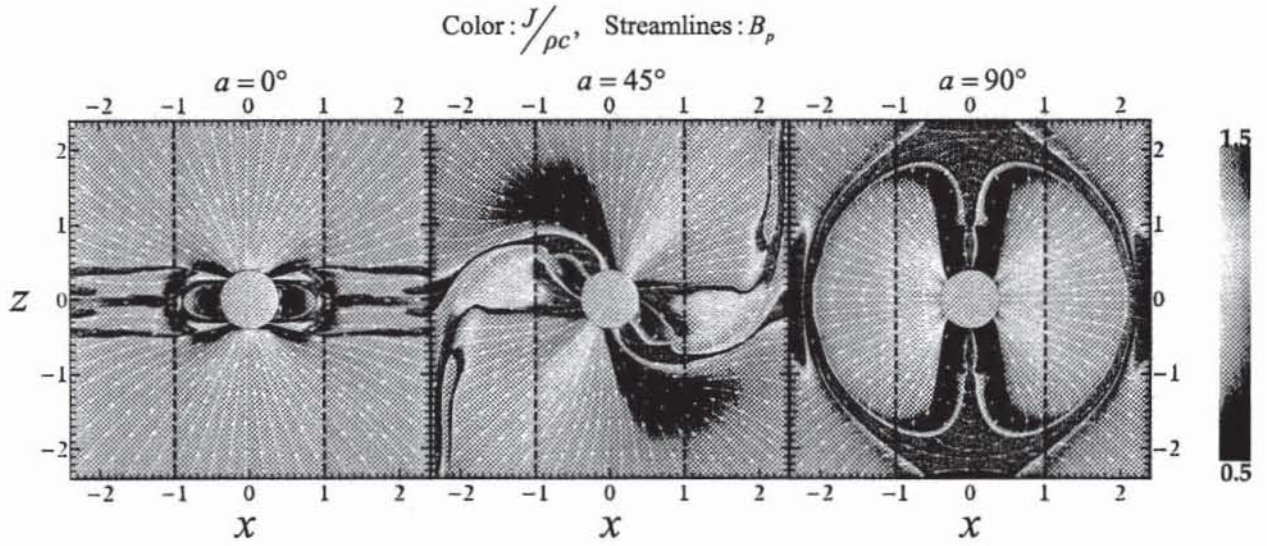 Color : J/ρc, Streamlines : B_p
a = 0° a = 45° a = 90°
−2 −1 0 1 2 −2 −1 0 1 2 −2 −1 0 1 2
2 1.5 2
1 1
z 0 0
−1 −1
−2 0.5 −2
−2 −1 0 1 2 −2 −1 0 1 2 −2 −1 0 1 2
x x x